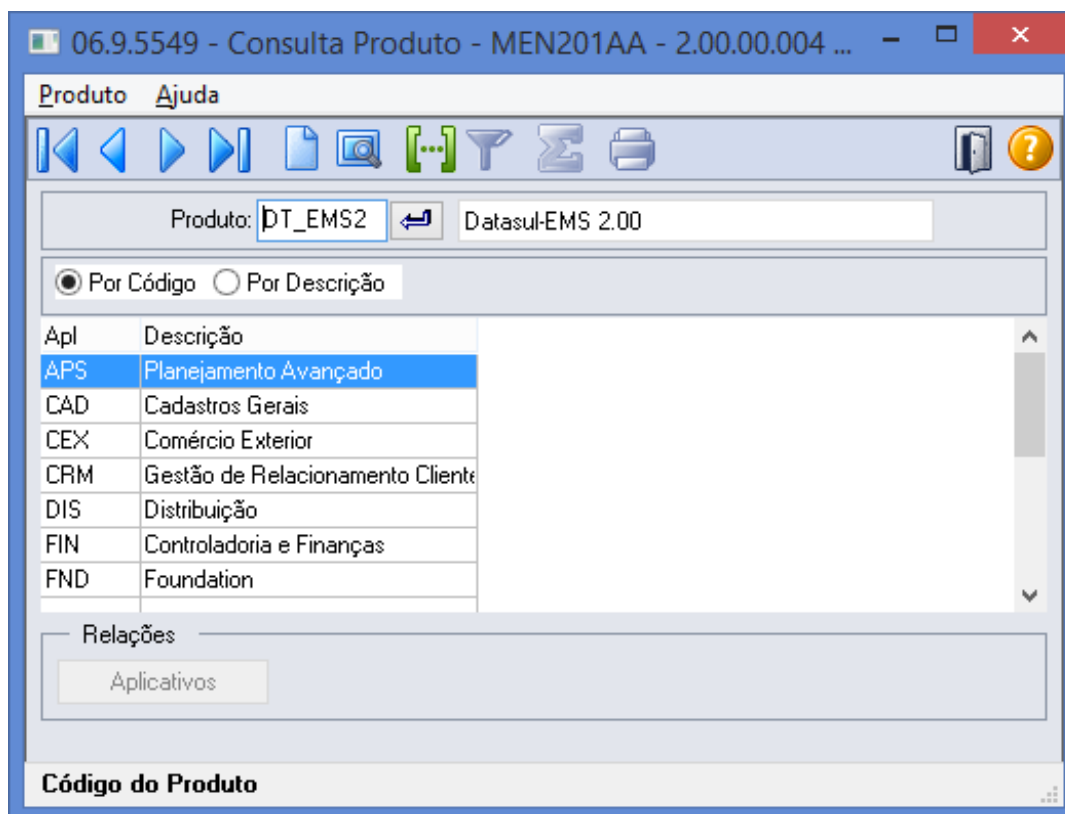 06.9.5549 - Consulta Produto - MEN201AA - 2.00.00.004 ...
Produto Ajuda
Produto: DT_EMS2 Datasul-EMS 2.00
Por Código Por Descrição
Apl Descrição
APS Planejamento Avançado
CAD Cadastros Gerais
CEX Comércio Exterior
CRM Gestão de Relacionamento Cliente
DIS Distribuição
FIN Controladoria e Finanças
FND Foundation
Relações
Aplicativos
Código do Produto